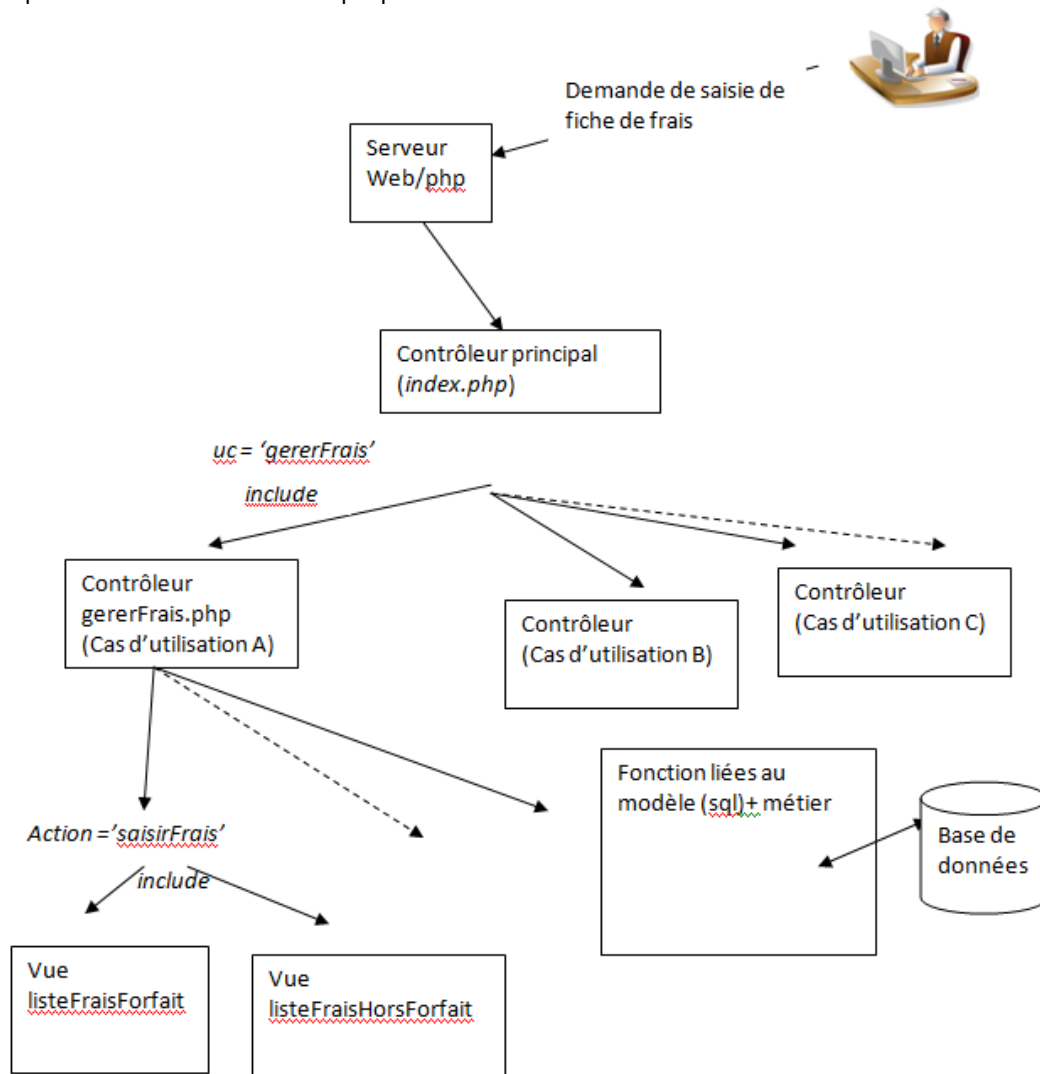 Demande de saisie de
fiche de frais
Serveur
Web/php
Contrôleur principal
(index.php)
uc = ‘gererFrais’
include
Contrôleur
gererFrais.php
(Cas d’utilisation A)
Contrôleur
(Cas d’utilisation B)
Contrôleur
(Cas d’utilisation C)
Fonction liées au
modèle (sql)+ métier
Base de
données
Action =’saisirFrais’
include
Vue
listeFraisForfait
Vue
listeFraisHorsForfait